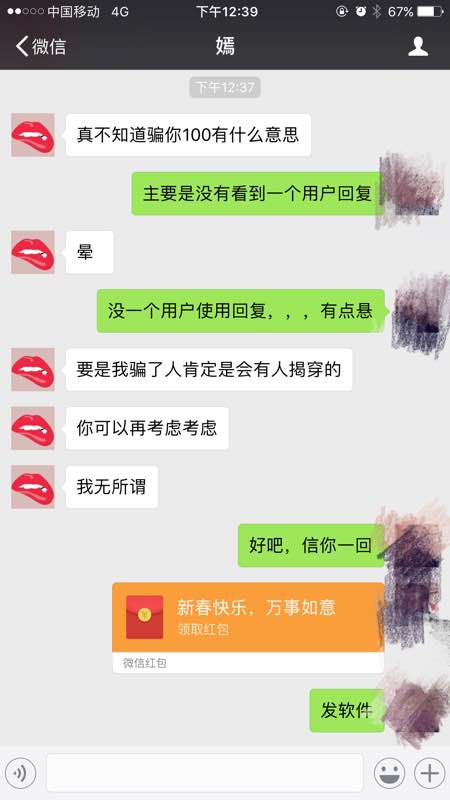 中国移动 4G 下午12:39 67%
微信 嫣
下午12:37
真不知道骗你100有什么意思
主要是没有看到一个用户回复
晕
没一个用户使用回复，，，有点悬
要是我骗了人肯定是会有人揭穿的
你可以再考虑考虑
我无所谓
好吧，信你一回
新春快乐，万事如意
领取红包
微信红包
发软件